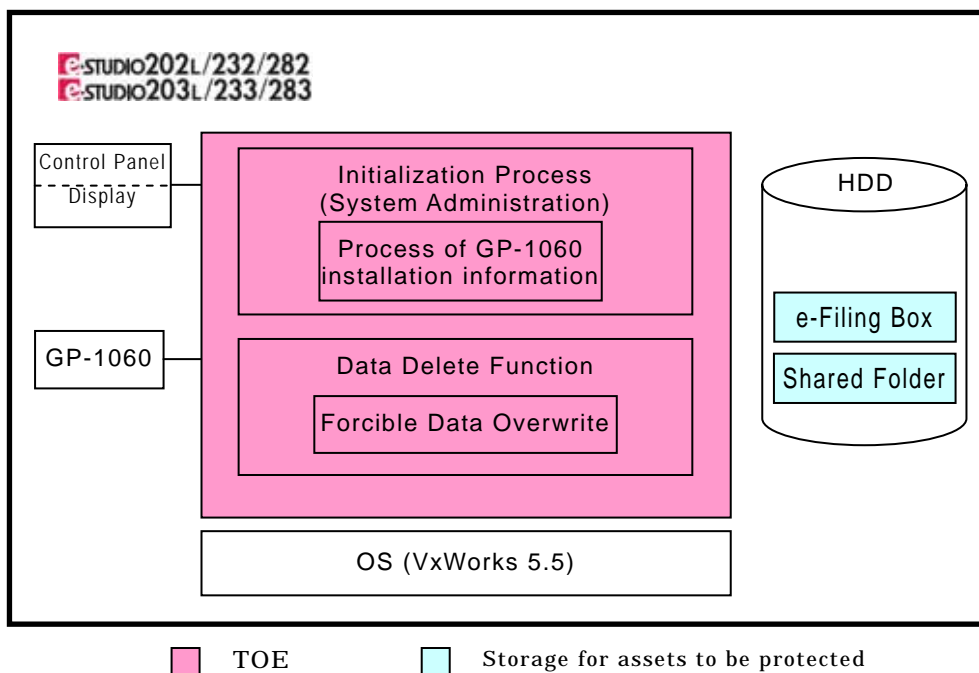 e-STUDIO202L/232/282
e-STUDIO203L/233/283
Control Panel
Display
Initialization Process
(System Administration)
Process of GP-1060
installation information
HDD
e-Filing Box
Shared Folder
GP-1060
Data Delete Function
Forcible Data Overwrite
OS (VxWorks 5.5)
TOE
Storage for assets to be protected